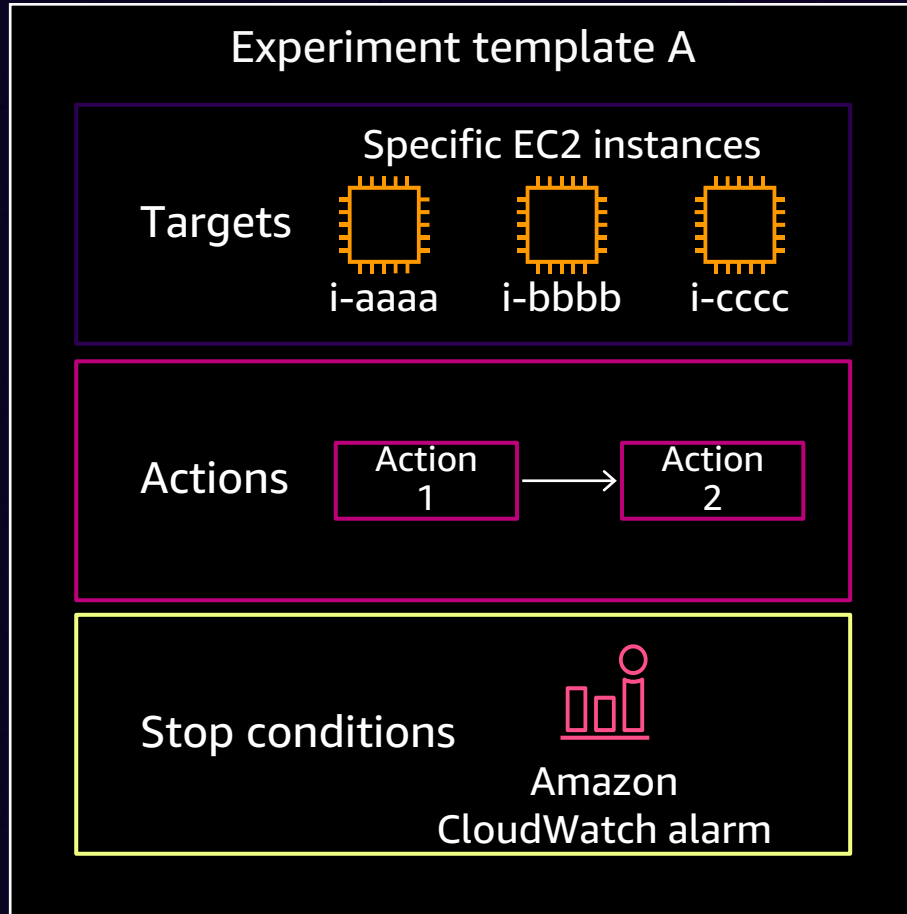 Experiment template A
Specific EC2 instances
Targets
i-aaaa
i-bbbb
i-cccc
Actions
Action
1
Action
2
Stop conditions
Amazon
CloudWatch alarm